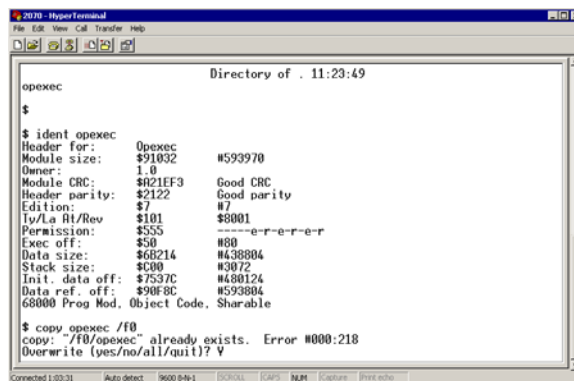 2070 - HyperTerminal
File Edit View Call Transfer Help
Directory of . 11:23:49
opexec
$
$ ident opexec
Header for: Opexec
Module size: $91032 #593970
Owner: 1.0
Module CRC: $A21EF3 Good CRC
Header parity: $2122 Good parity
Edition: $7 #7
Ty/La At/Rev $101 $8001
Permission: $555 -----e-r-e-r-e-r
Exec off: $50 #80
Data size: $6B214 #438804
Stack size: $C00 #3072
Init. data off: $7537C #480124
Data ref. off: $90F8C #593804
68000 Prog Mod, Object Code, Sharable
$ copy opexec /f0
copy: "/f0/opexec" already exists. Error #000:218
Overwrite (yes/no/all/quit)? Y
Connected 1:03:31 Auto detect 9600 8-N-1 SCROLL CAPS NUM Capture Print echo